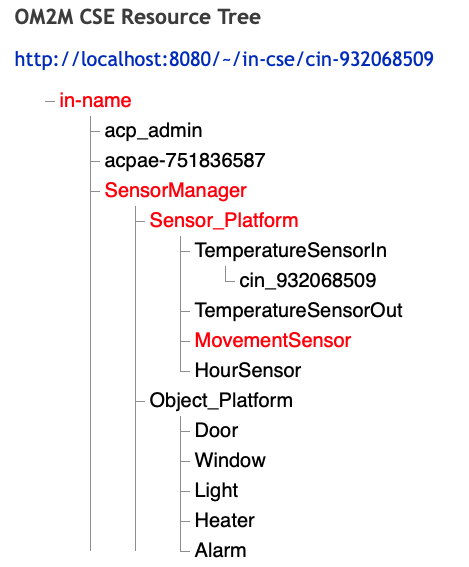 OM2M CSE Resource Tree
http://localhost:8080/~/in-cse/cin-932068509
in-name
acp_admin
acpae-751836587
SensorManager
Sensor_Platform
TemperatureSensorIn
cin_932068509
TemperatureSensorOut
MovementSensor
HourSensor
Object_Platform
Door
Window
Light
Heater
Alarm